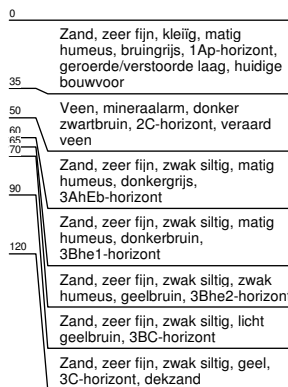 0
Zand, zeer fijn, kleiïg, matig
humeus, bruingrijs, 1Ap-horizont,
geroerde/verstoorde laag, huidige
bouwvoor
35
Veen, mineraalarm, donker
zwartbruin, 2C-horizont, veraard
veen
50
Zand, zeer fijn, zwak siltig, matig
humeus, donkergrijs,
3AhEb-horizont
60
Zand, zeer fijn, zwak siltig, matig
humeus, donkerbruin,
3Bhe1-horizont
65
Zand, zeer fijn, zwak siltig, zwak
humeus, geelbruin, 3Bhe2-horizont
70
Zand, zeer fijn, zwak siltig, licht
geelbruin, 3BC-horizont
90
Zand, zeer fijn, zwak siltig, geel,
3C-horizont, dekzand
120